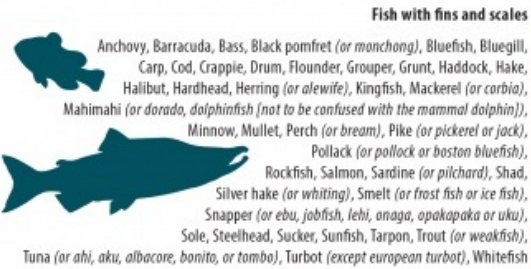 Fish with fins and scales
Anchovy, Barracuda, Bass, Black pomfret (or monchong), Bluefish, Bluegill,
Carp, Cod, Crappie, Drum, Flounder, Grouper, Grunt, Haddock, Hake,
Halibut, Hardhead, Herring (or alewife), Kingfish, Mackerel (or corbia),
Mahimahi (or dorado, dolphinfish [not to be confused with the mammal dolphin]),
Minnow, Mullet, Perch (or bream), Pike (or pickerel or jack),
Pollack (or pollock or boston bluefish),
Rockfish, Salmon, Sardine (or pilchard), Shad,
Silver hake (or whiting), Smelt (or frost fish or ice fish),
Snapper (or ebu, jobfish, lehi, onaga, opakapaka or uku),
Sole, Steelhead, Sucker, Sunfish, Tarpon, Trout (or weakfish),
Tuna (or ahi, aku, albacore, bonito, or tombo), Turbot (except european turbot), Whitefish